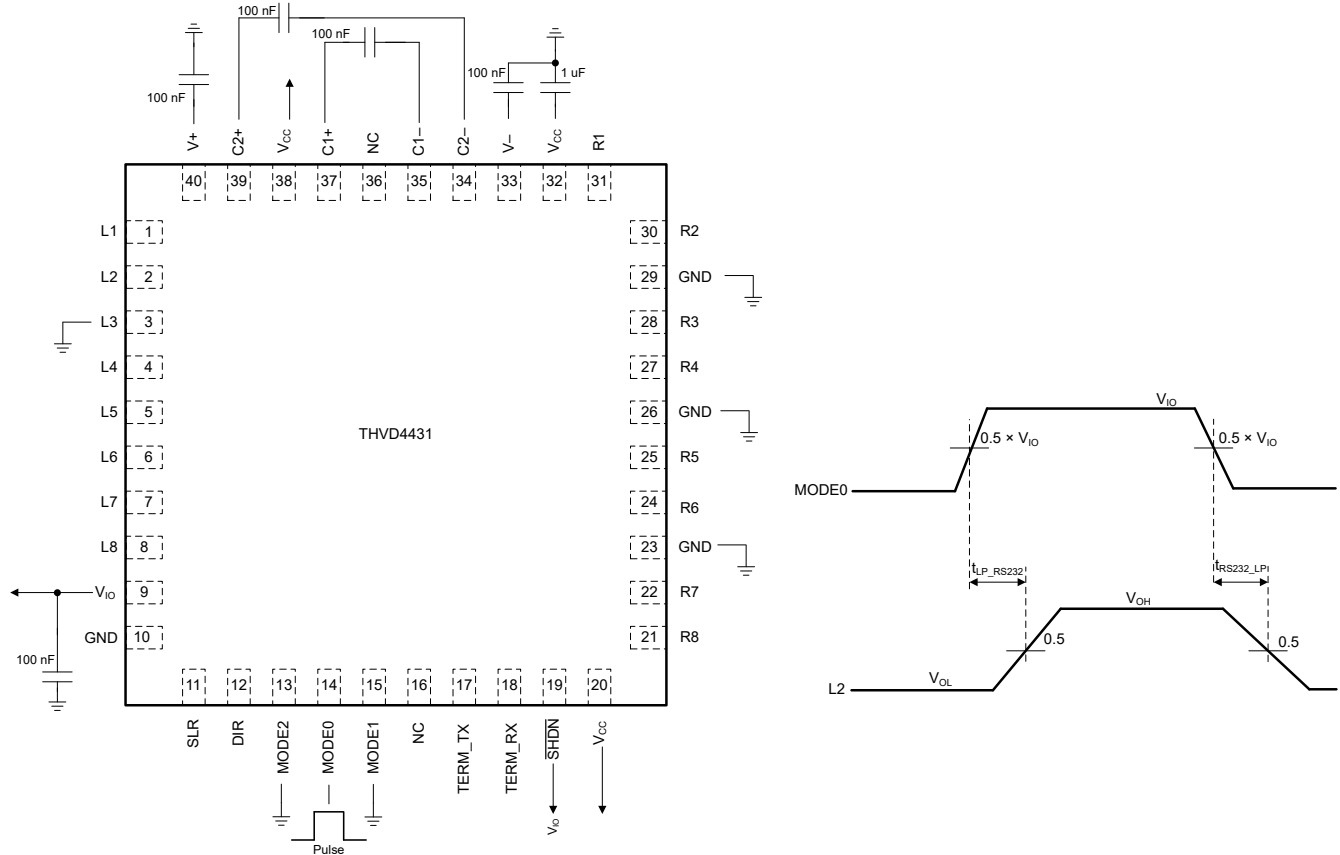 100 nF
100 nF
100 nF
100 nF
1 uF
V+
C2+
VCC
C1+
NC
C1–
C2–
V–
VCC
R1
40
39
38
37
36
35
34
33
32
31
L1 1
30 R2
L2 2
29 GND
L3 3
28 R3
L4 4
27 R4
L5 5
26 GND
THVD4431
L6 6
25 R5
L7 7
24 R6
L8 8
23 GND
VIO 9
22 R7
GND 10
21 R8
100 nF
11
12
13
14
15
16
17
18
19
20
SLR
DIR
MODE2
MODE0
MODE1
NC
TERM_TX
TERM_RX
SHDN
VCC
VIO
Pulse
VIO
0.5 × VIO
0.5 × VIO
MODE0
tLP_RS232
tRS232_LP
VOH
0.5
0.5
VOL
L2